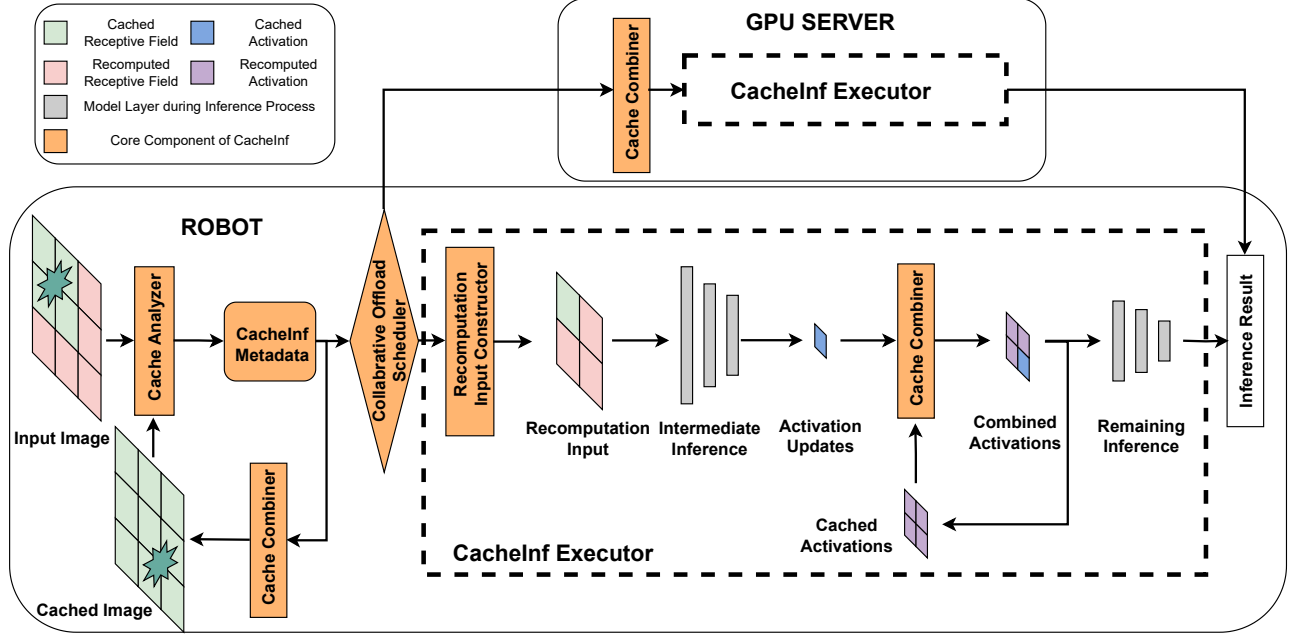 Cached
Receptive Field
Cached
Activation
Recomputed
Receptive Field
Recomputed
Activation
Model Layer during Inference Process
Core Component of CacheInf
GPU SERVER
Cache Combiner
CacheInf Executor
ROBOT
Input Image
Cache Analyzer
CacheInf
Metadata
Collabrative Offload
Scheduler
Recomputation
Input Constructor
Recomputation
Input
Intermediate
Inference
Activation
Updates
Cache Combiner
Combined
Activations
Remaining
Inference
Inference Result
Cached Image
Cache Combiner
Cached
Activations
CacheInf Executor